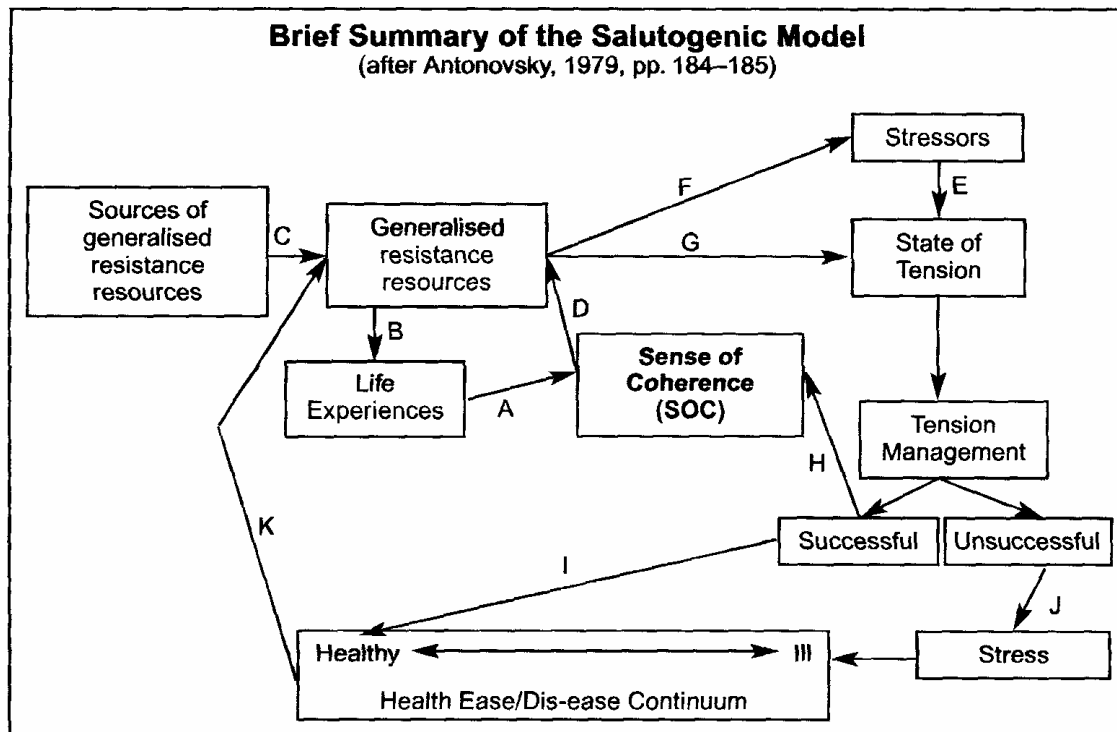 Brief Summary of the Salutogenic Model
(after Antonovsky, 1979, pp. 184–185)
Stressors
F
E
Sources of
generalised
resistance
resources
C
Generalised
resistance
resources
G
State of
Tension
B
D
Life
Experiences
A
Sense of
Coherence
(SOC)
Tension
Management
H
K
Successful
Unsuccessful
I
J
Healthy
Ill
Stress
Health Ease/Dis-ease Continuum